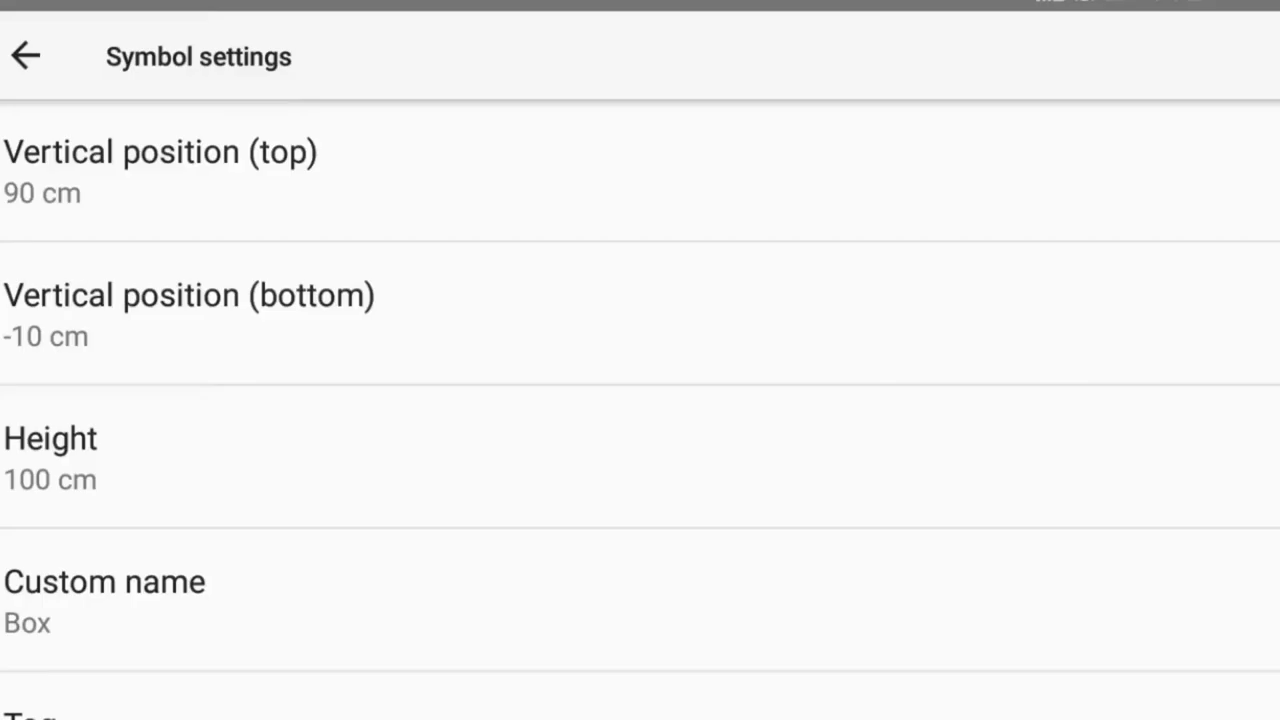 Symbol settings
Vertical position (top)
90 cm
Vertical position (bottom)
-10 cm
Height
100 cm
Custom name
Box